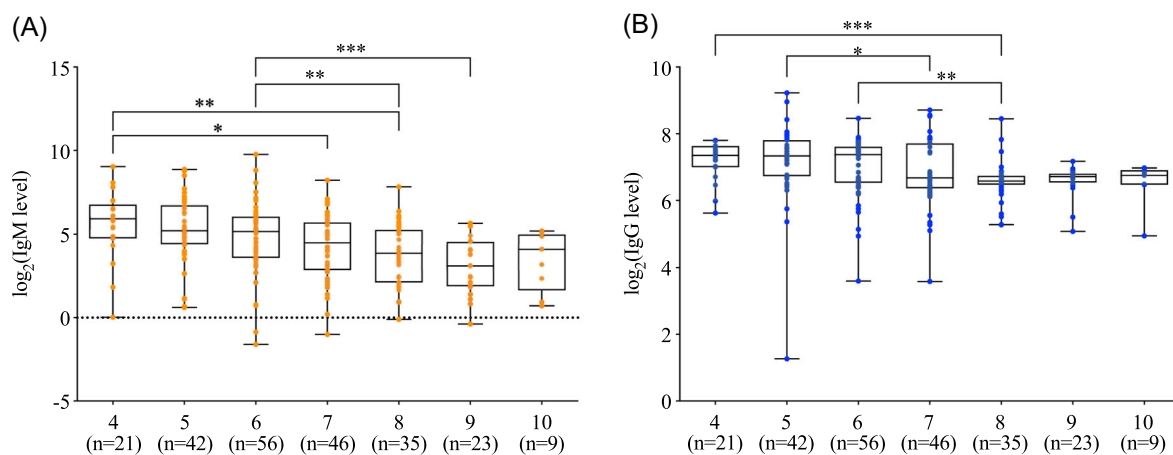 (A)
***
**
**
*
15
10
5
0
-5
log2(IgM level)
4 5 6 7 8 9 10
(n=21) (n=42) (n=56) (n=46) (n=35) (n=23) (n=9)
(B)
***
*
**
10
8
6
4
2
0
log2(IgG level)
4 5 6 7 8 9 10
(n=21) (n=42) (n=56) (n=46) (n=35) (n=23) (n=9)